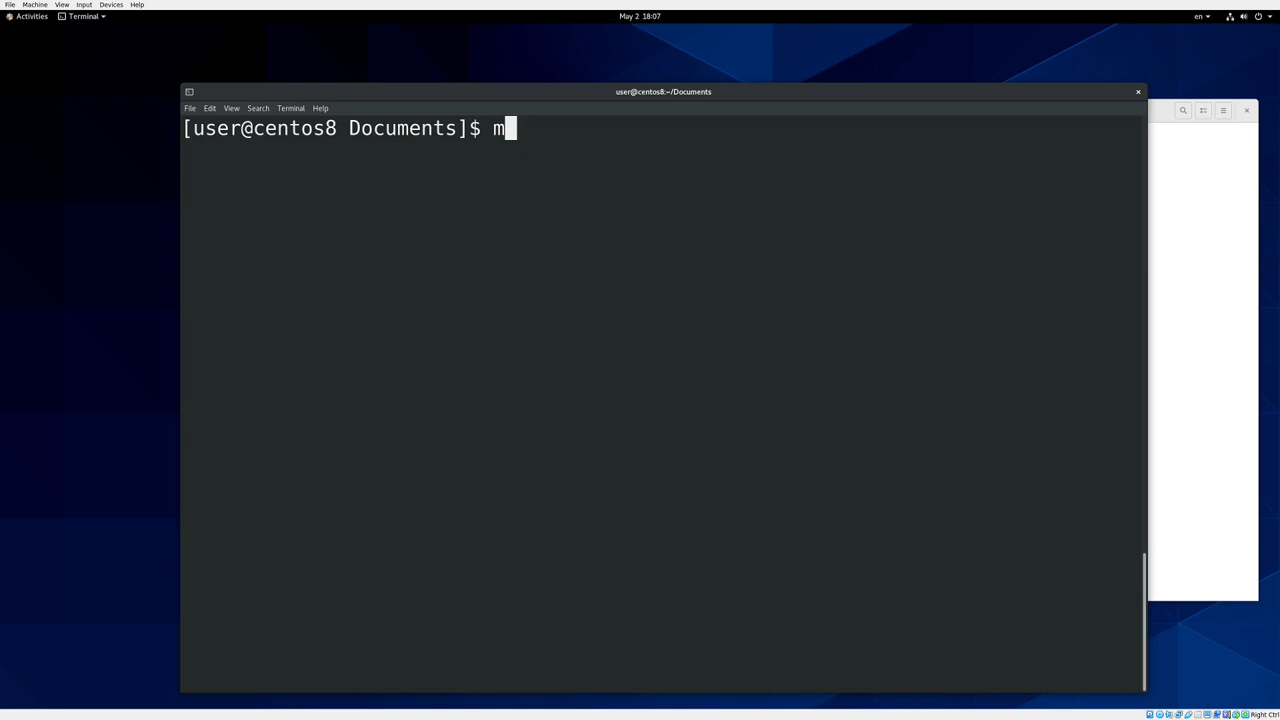 File Machine View Input Devices Help
Activities Terminal May 2 18:07 en
user@centos8:~/Documents
File Edit View Search Terminal Help
[user@centos8 Documents]$ m
Right Ctrl